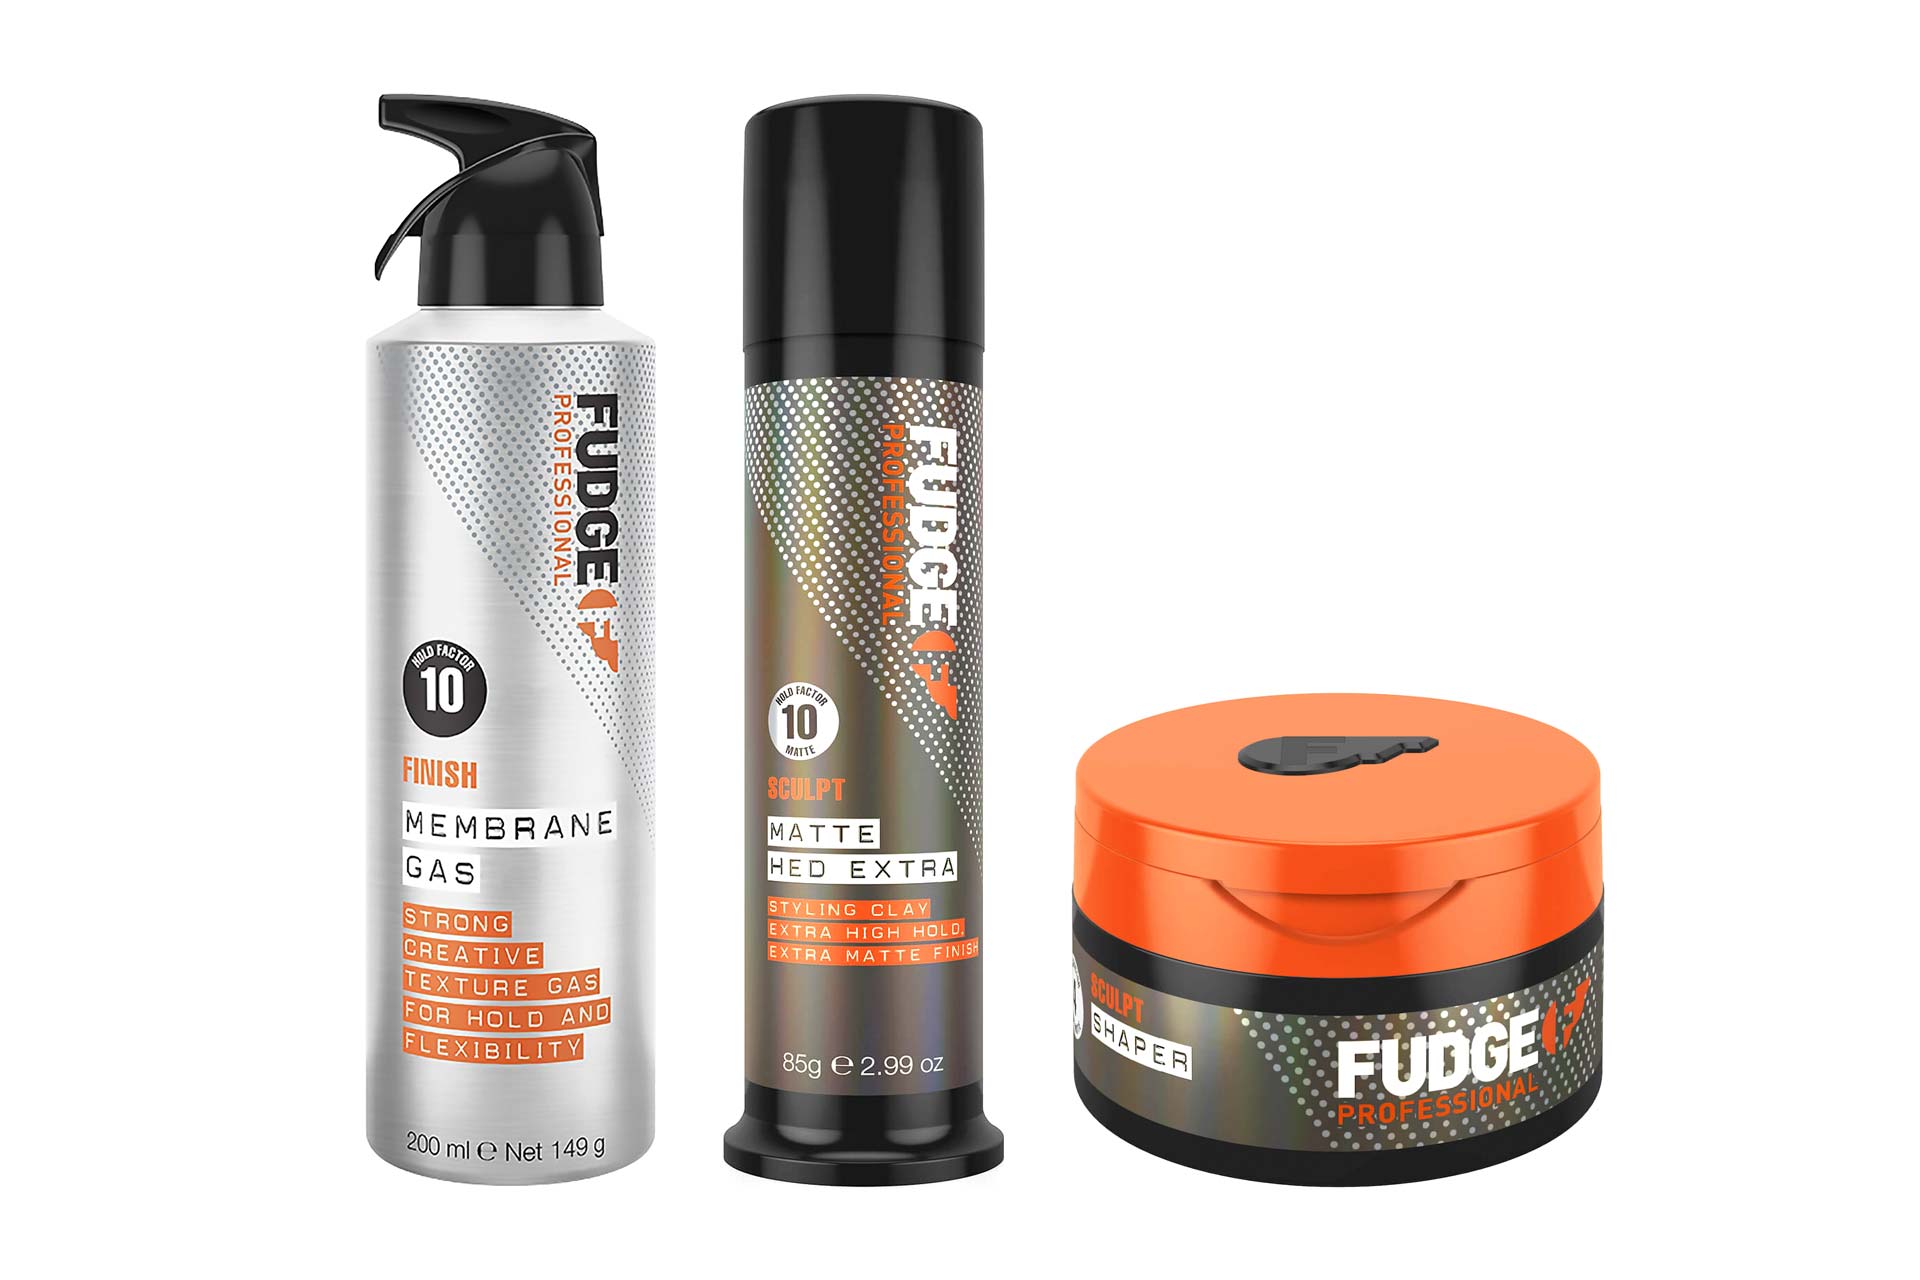 FUDGE
PROFESSIONAL
HOLD FACTOR
10
FINISH
MEMBRANE
GAS
STRONG
CREATIVE
TEXTURE GAS
FOR HOLD AND
FLEXIBILITY
200 ml e Net 149 g
FUDGE
PROFESSIONAL
HOLD FACTOR
10
MATTE
SCULPT
MATTE
HED EXTRA
STYLING CLAY
EXTRA HIGH HOLD,
EXTRA MATTE FINISH
85g e 2.99 oz
F
SCULPT
SHAPER
FUDGE
PROFESSIONAL